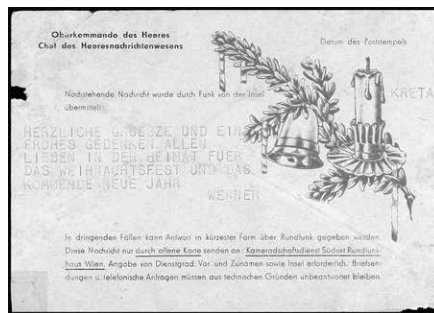 Oberkommando des Heeres
Chef des Heeresnachrichtenwesens
Datum des Poststempels
Nachstehende Nachricht wurde durch Funk von der Insel
KRETA
übermittelt:
HERZLICHE GRUESZE UND EIN
FROHES GEDENKEN ALLEN
LIEBEN IN DER HEIMAT FUER
DAS WEIHNACHTSFEST UND DAS
KOMMENDE NEUE JAHR
WERNER
In dringenden Fällen kann Antwort in kürzester Form über Rundfunk gegeben werden.
Diese Nachricht nur durch offene Karte senden an: Kameradschaftsdienst Südost Rundfunk-
haus Wien. Angabe von Dienstgrad, Vor- und Zunamen sowie Insel erforderlich. Briefsen-
dungen u. telefonische Anfragen müssen aus technischen Gründen unbeantwortet bleiben.